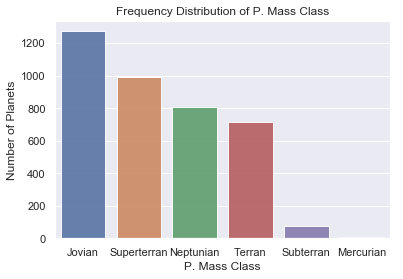 Frequency Distribution of P. Mass Class
Number of Planets
1200
1000
800
600
400
200
0
Jovian Superterran Neptunian Terran Subterran Mercurian
P. Mass Class